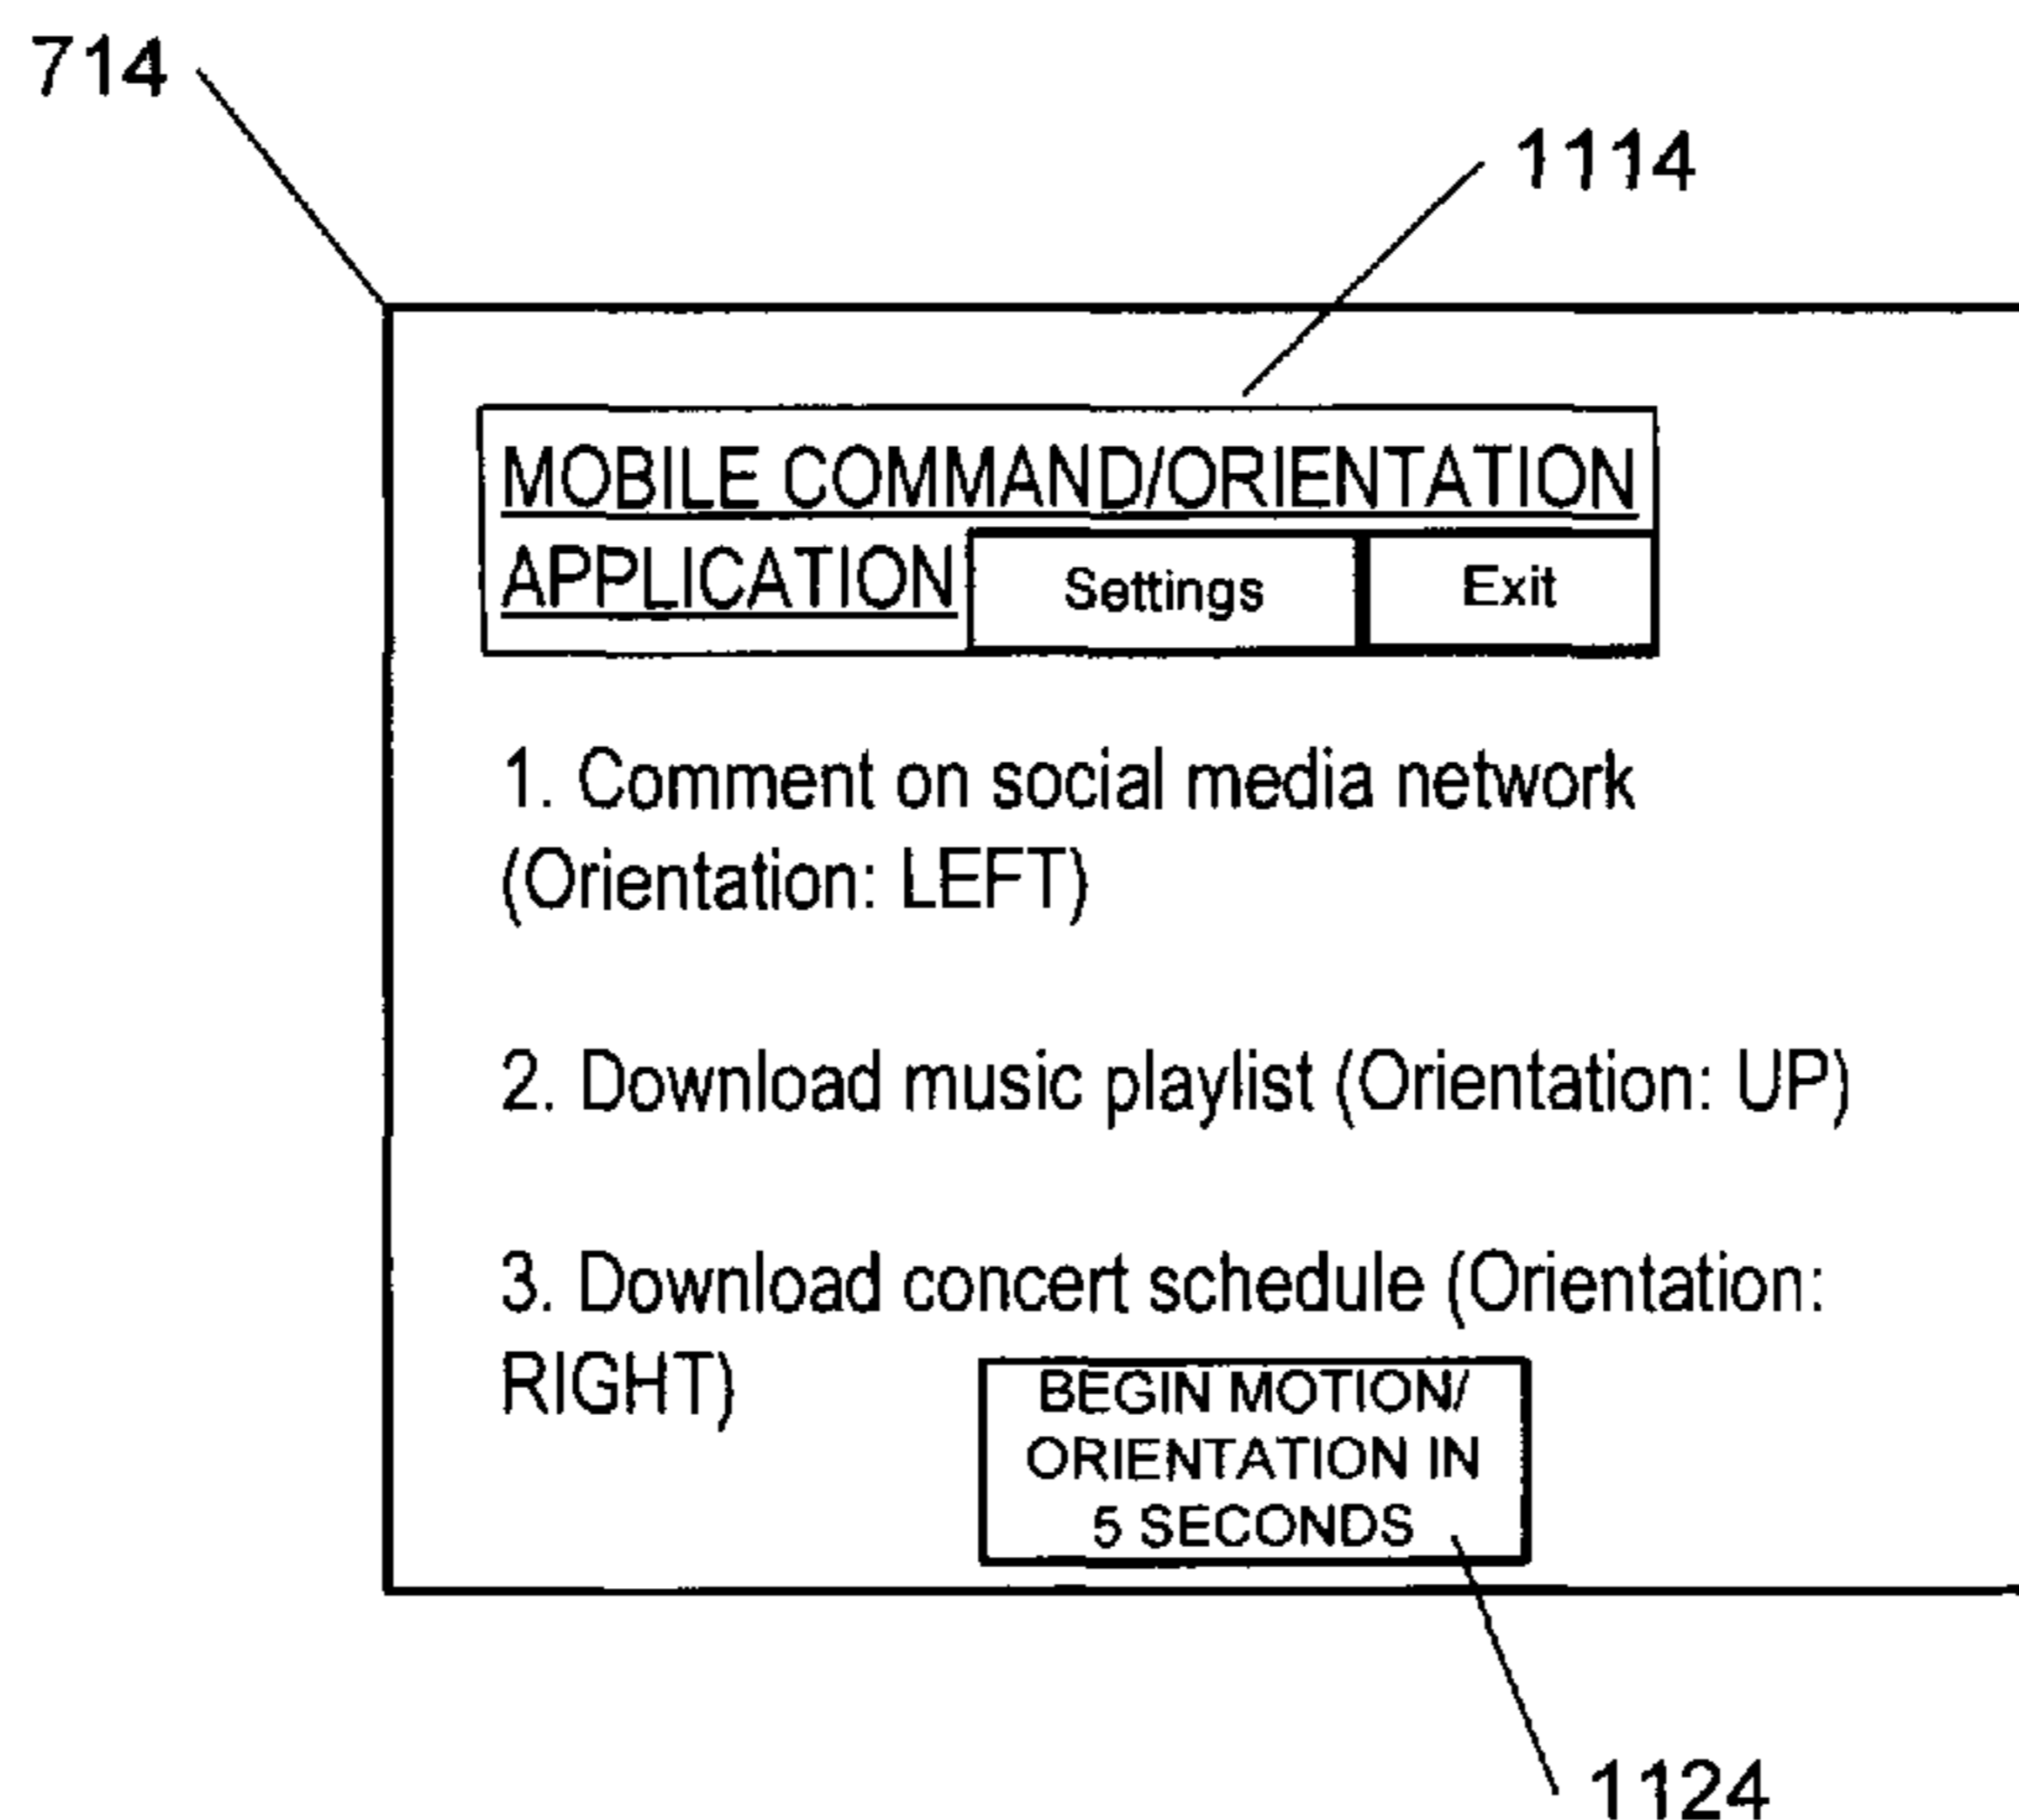 714
1114
MOBILE COMMAND/ORIENTATION
APPLICATION Settings Exit
1. Comment on social media network
(Orientation: LEFT)
2. Download music playlist (Orientation: UP)
3. Download concert schedule (Orientation:
RIGHT)
BEGIN MOTION/
ORIENTATION IN
5 SECONDS
1124